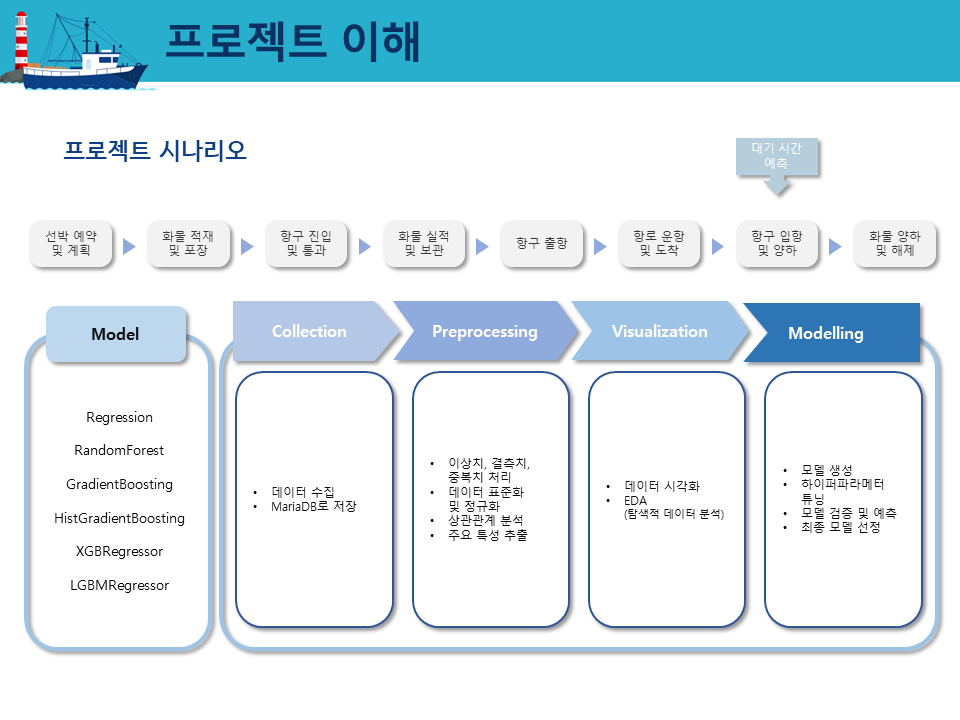 프로젝트 이해
프로젝트 시나리오
대기 시간
예측
선박 예약
및 계획
화물 적재
및 포장
항구 진입
및 통과
화물 실적
및 보관
항구 출항
항로 운항
및 도착
항구 입항
및 양하
화물 양하
및 해제
Model
Regression
RandomForest
GradientBoosting
HistGradientBoosting
XGBRegressor
LGBMRegressor
Collection
Preprocessing
Visualization
Modelling
• 데이터 수집
• MariaDB로 저장
• 이상치, 결측치,
중복치 처리
• 데이터 표준화
및 정규화
• 상관관계 분석
• 주요 특성 추출
• 데이터 시각화
• EDA
(탐색적 데이터 분석)
• 모델 생성
• 하이퍼파라메터
튜닝
• 모델 검증 및 예측
• 최종 모델 선정